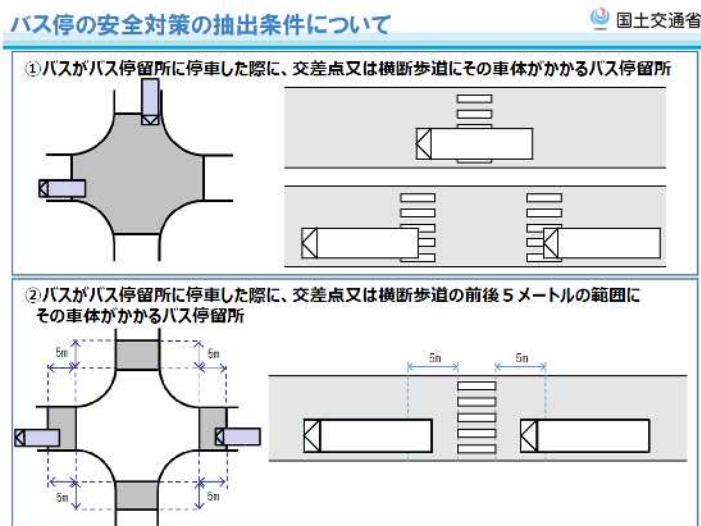 バス停の安全対策の抽出条件について
国土交通省
①バスがバス停留所に停車した際に、交差点又は横断歩道にその車体がかかるバス停留所
②バスがバス停留所に停車した際に、交差点又は横断歩道の前後5メートルの範囲に
その車体がかかるバス停留所
5m
5m
5m
5m
5m
5m